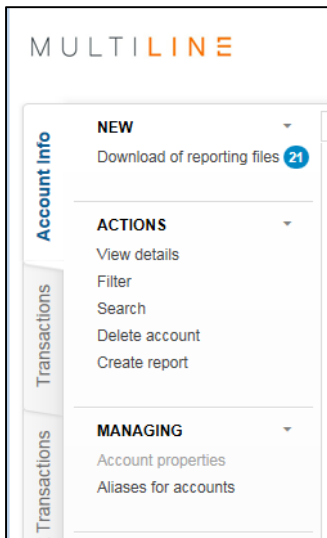 MULTILINE
Account Info
Transactions
Transactions
NEW
Download of reporting files 21
ACTIONS
View details
Filter
Search
Delete account
Create report
MANAGING
Account properties
Aliases for accounts